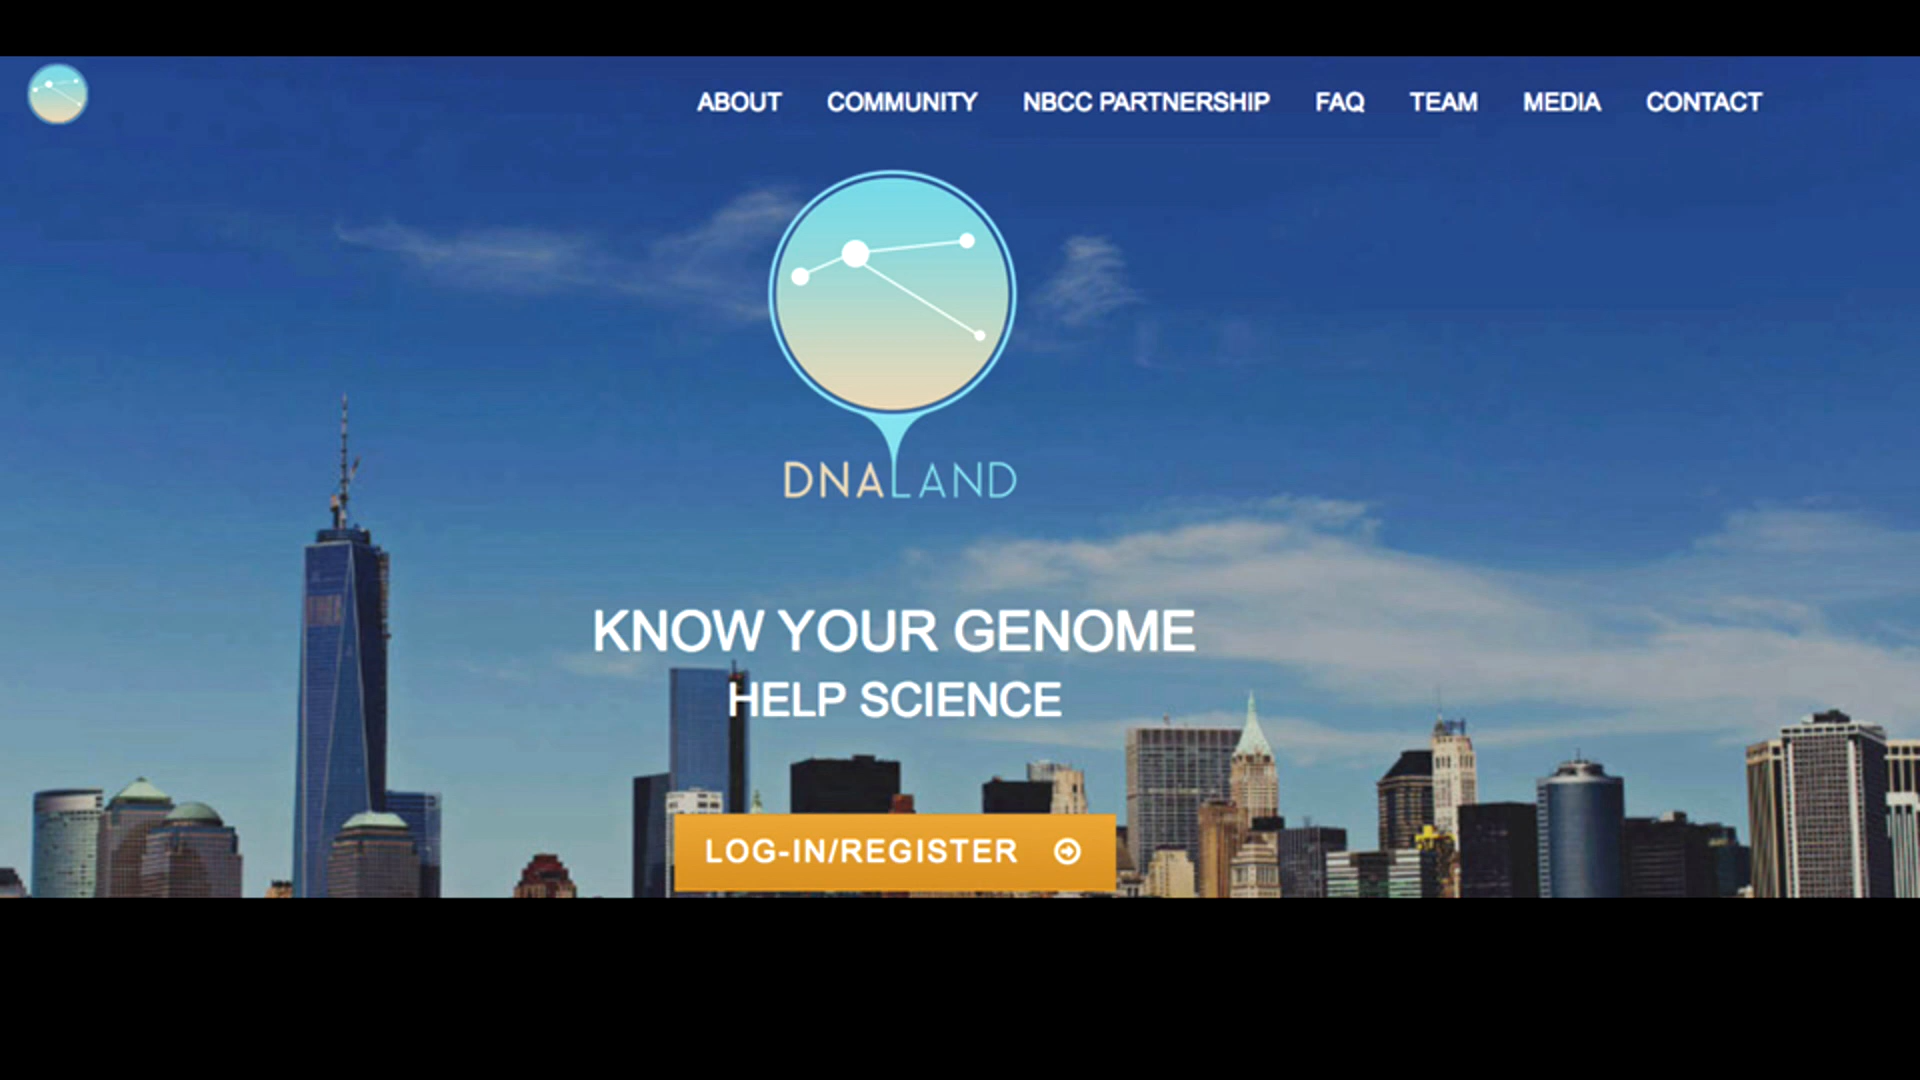 ABOUT COMMUNITY NBCC PARTNERSHIP FAQ TEAM MEDIA CONTACT
DNALAND
KNOW YOUR GENOME
HELP SCIENCE
LOG-IN/REGISTER